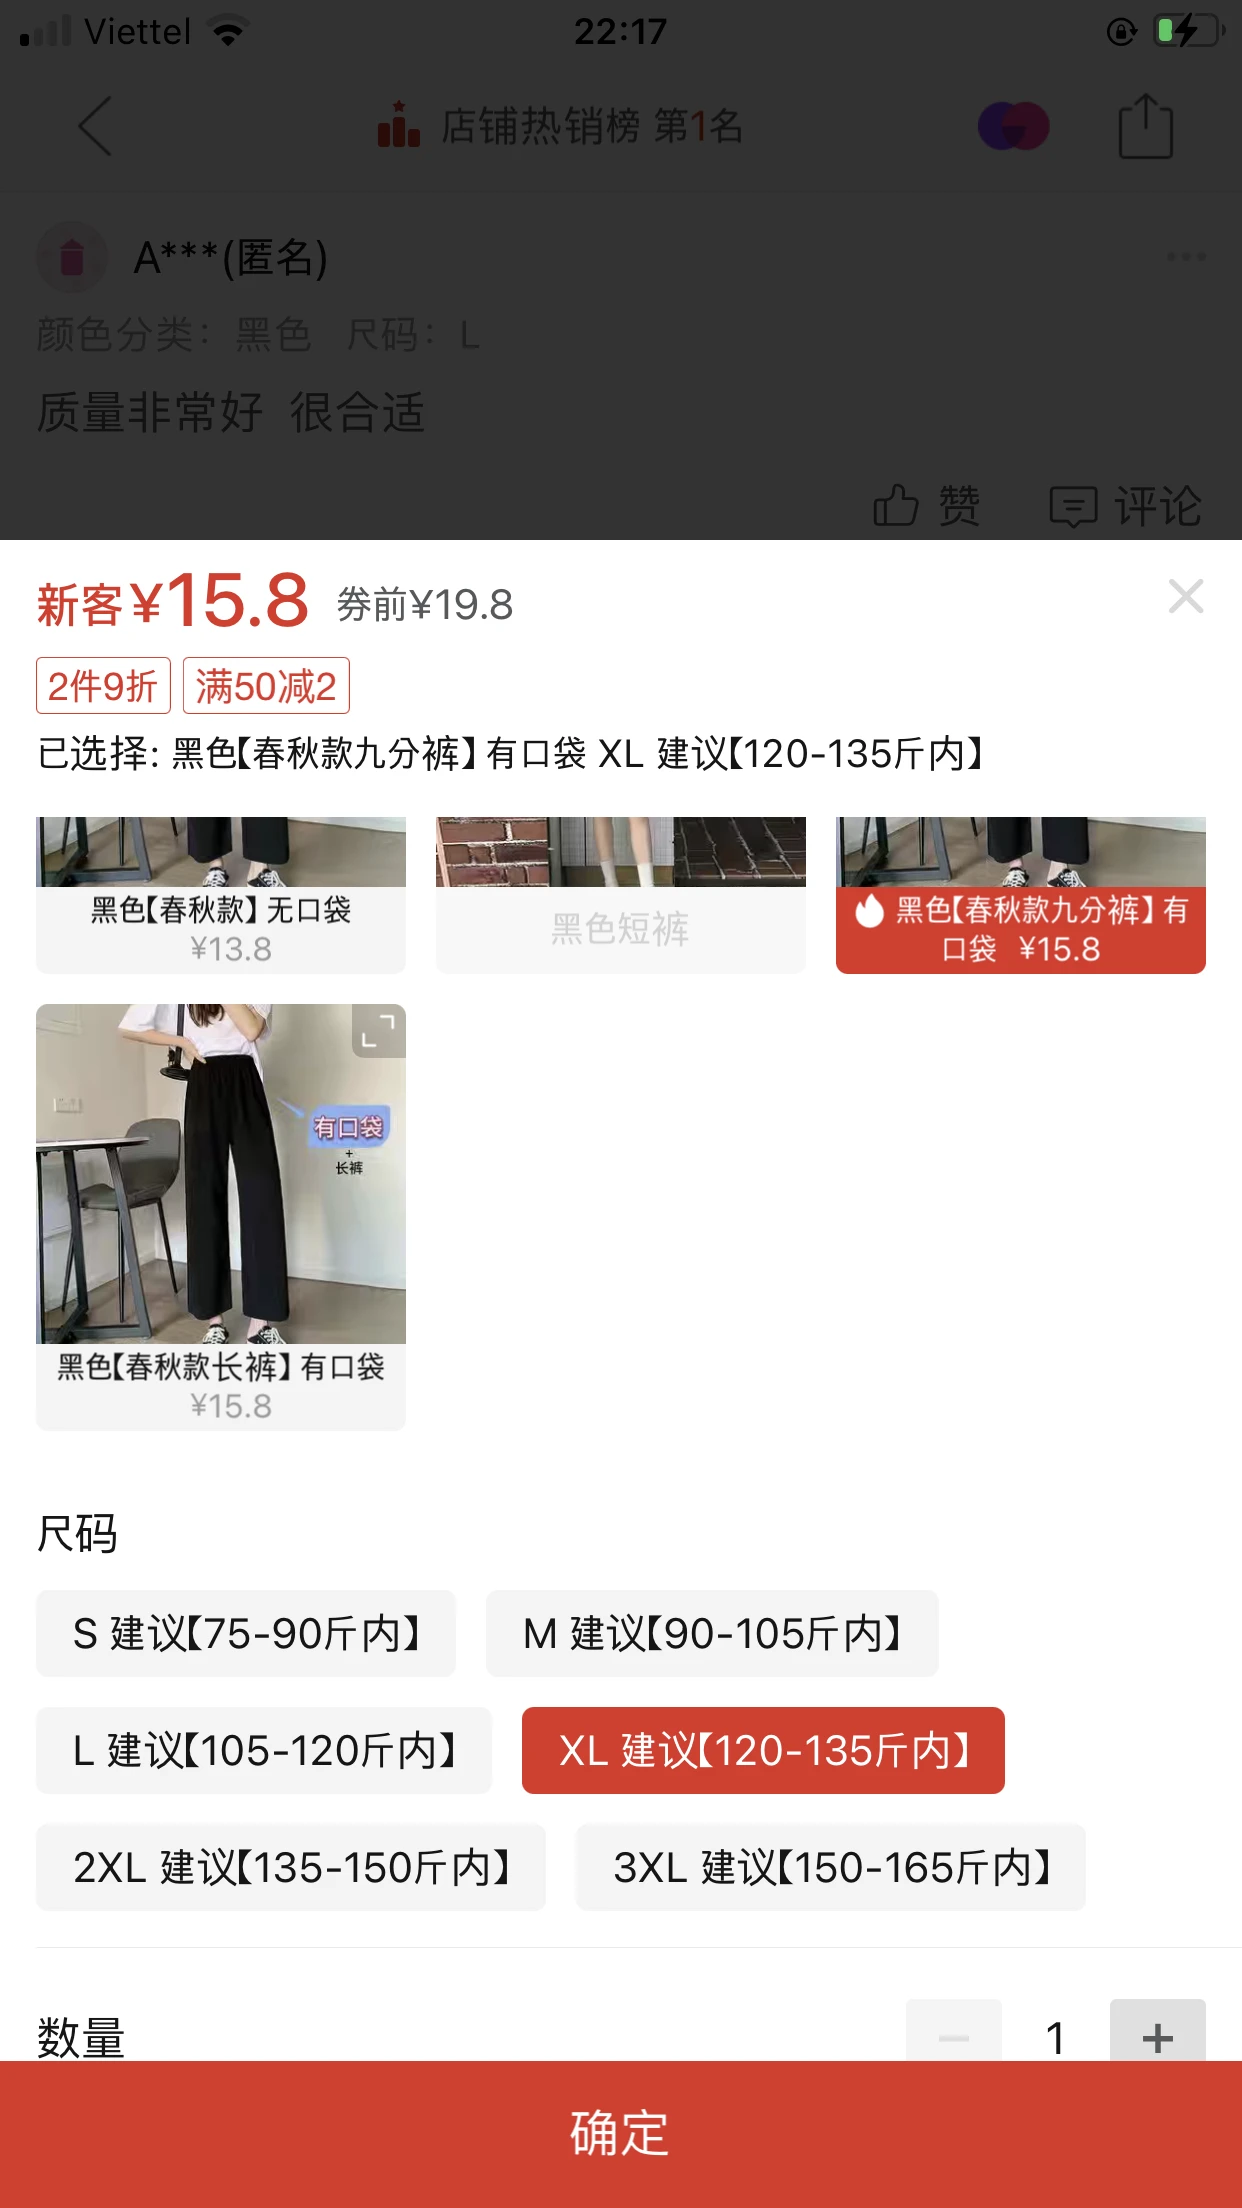 Viettel
22:17
店铺热销榜 第1名
A***(匿名)
颜色分类：黑色 尺码：L
质量非常好 很合适
赞 评论
新客¥15.8 券前¥19.8
2件9折 满50减2
已选择: 黑色【春秋款九分裤】有口袋 XL 建议【120-135斤内】
黑色【春秋款】无口袋
¥13.8
黑色短裤
黑色【春秋款九分裤】有
口袋 ¥15.8
有口袋
+
长裤
黑色【春秋款长裤】有口袋
¥15.8
尺码
S 建议【75-90斤内】
M 建议【90-105斤内】
L 建议【105-120斤内】
XL 建议【120-135斤内】
2XL 建议【135-150斤内】
3XL 建议【150-165斤内】
数量
1
确定